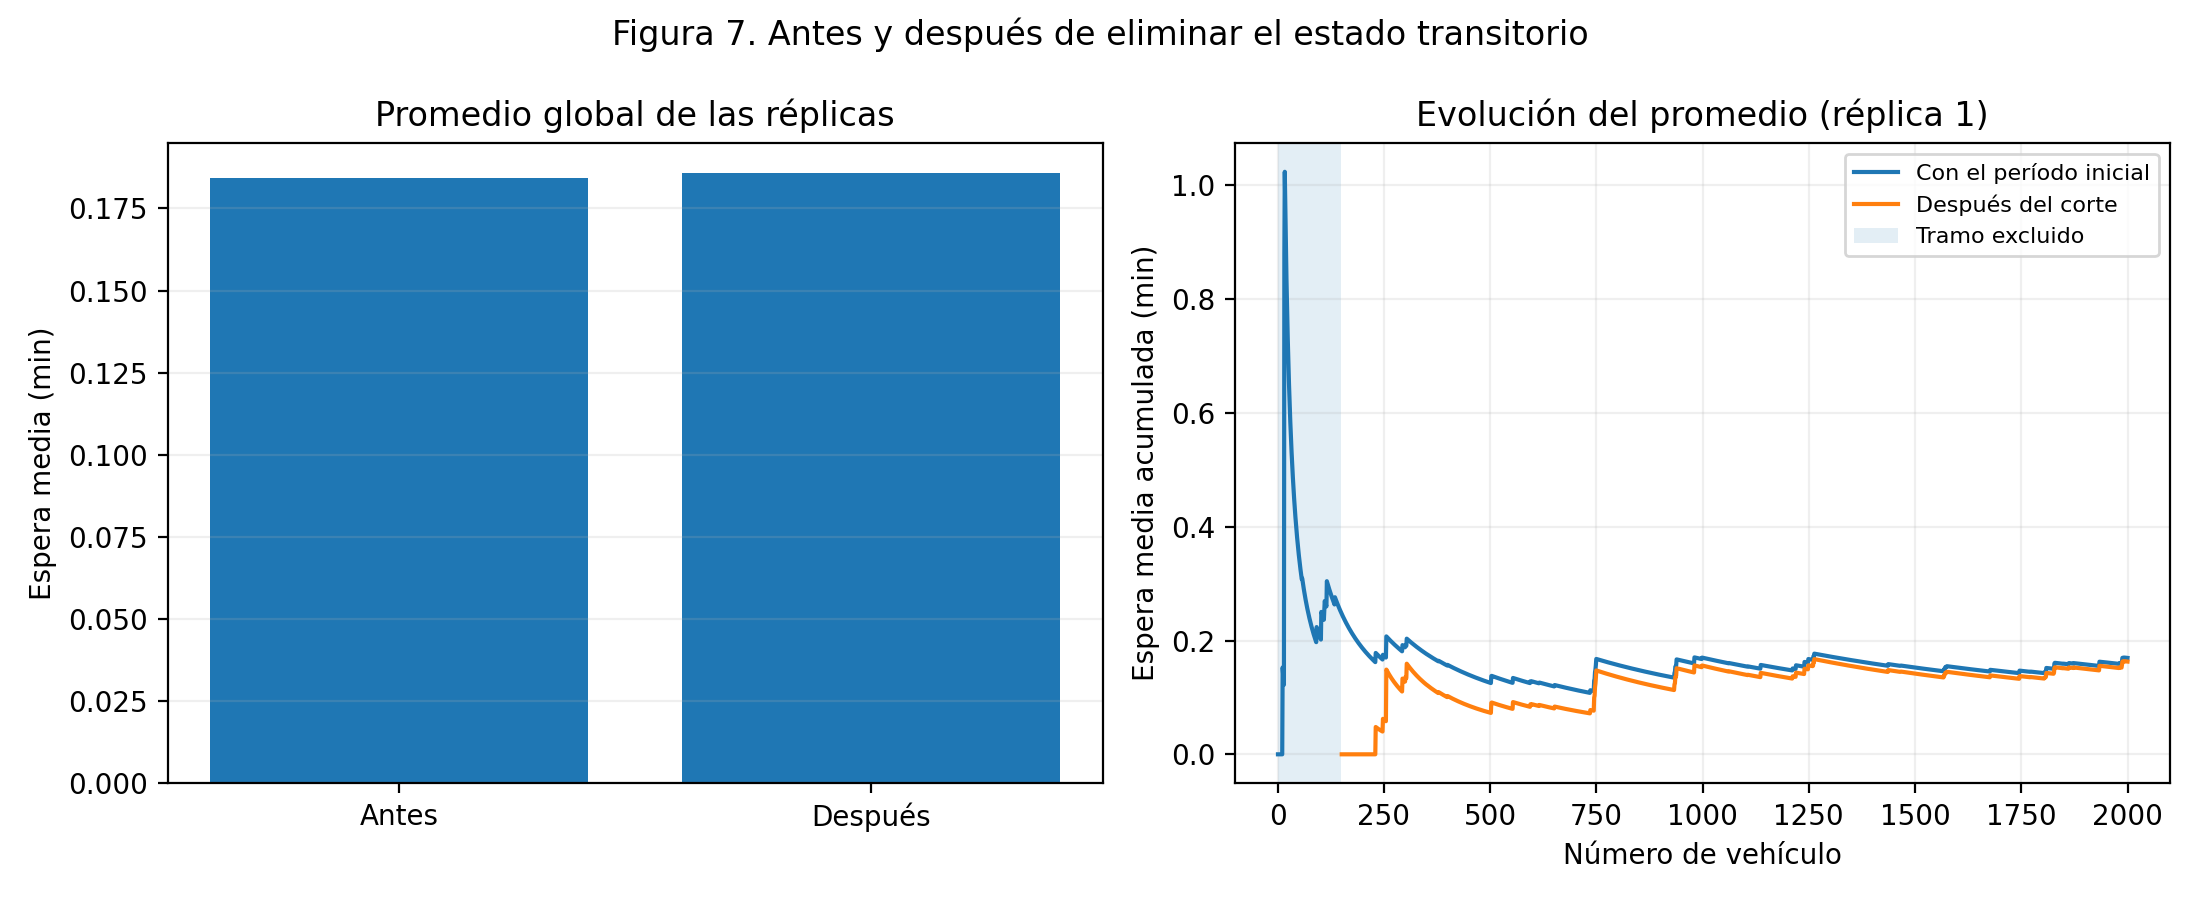 Figura 7. Antes y después de eliminar el estado transitorio
Promedio global de las réplicas
Espera media (min)
0.175
0.150
0.125
0.100
0.075
0.050
0.025
0.000
Antes
Después
Evolución del promedio (réplica 1)
Con el período inicial
Después del corte
Tramo excluido
Espera media acumulada (min)
1.0
0.8
0.6
0.4
0.2
0.0
0
250
500
750
1000
1250
1500
1750
2000
Número de vehículo